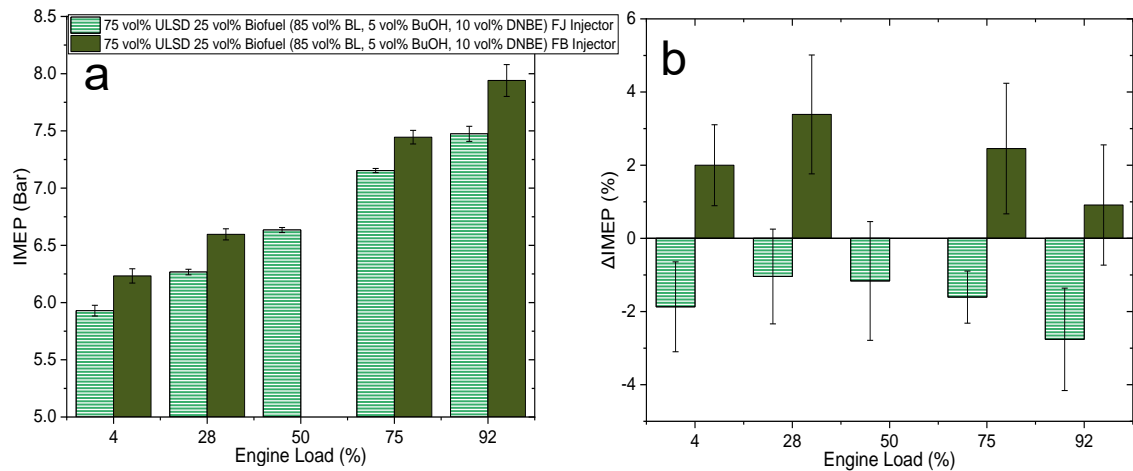 75 vol% ULSD 25 vol% Biofuel (85 vol% BL, 5 vol% BuOH, 10 vol% DNBE) FJ Injector
75 vol% ULSD 25 vol% Biofuel (85 vol% BL, 5 vol% BuOH, 10 vol% DNBE) FB Injector
a
8.5
8.0
7.5
7.0
6.5
6.0
5.5
5.0
IMEP (Bar)
4 28 50 75 92
Engine Load (%)
b
6
4
2
0
-2
-4
ΔIMEP (%)
4 28 50 75 92
Engine Load (%)